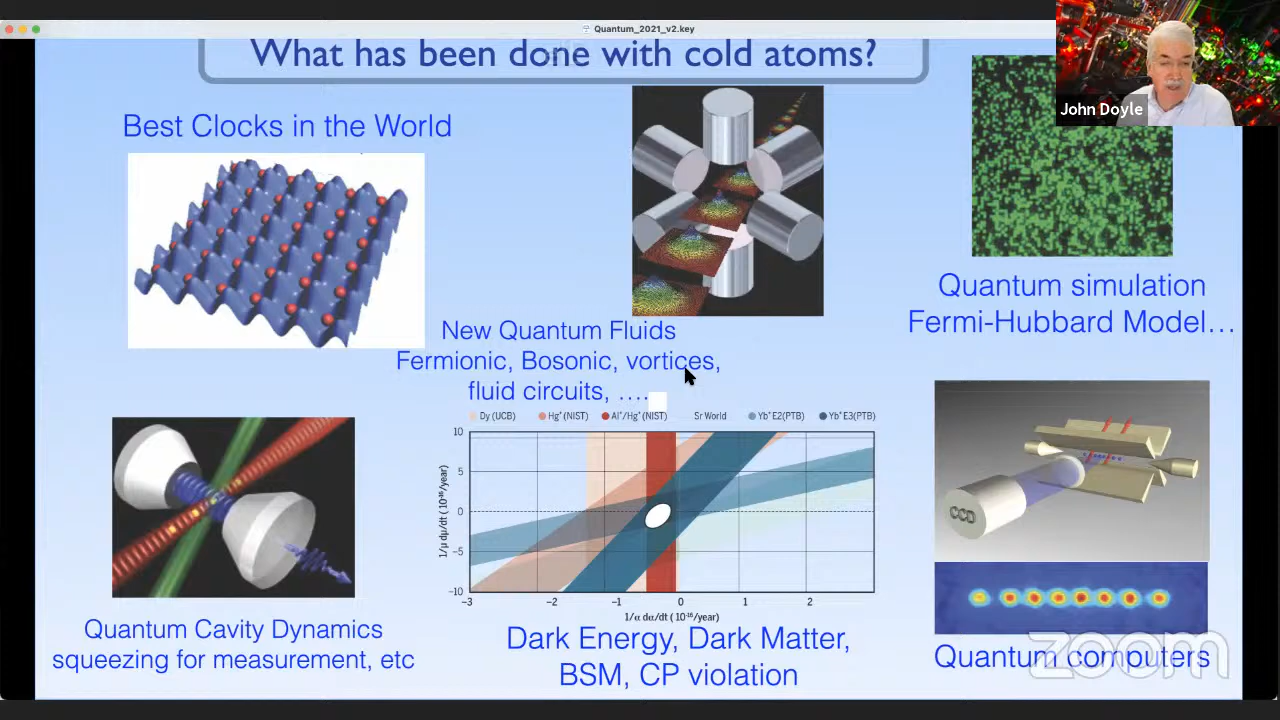 Quantum_2021_v2.key
What has been done with cold atoms?
John Doyle
Best Clocks in the World
New Quantum Fluids
Fermionic, Bosonic, vortices,
fluid circuits, ....
Quantum simulation
Fermi-Hubbard Model...
Dy (UCB) Hg⁺(NIST) Al⁺/Hg⁺(NIST) Sr World Yb⁺E2(PTB) Yb⁺E3(PTB)
10
5
0
−5
−10
1/μ dμ/dt (10⁻¹⁶/year)
−3 −2 −1 0 1 2
1/α dα/dt (10⁻¹⁶/year)
CCD
Quantum Cavity Dynamics
squeezing for measurement, etc
Dark Energy, Dark Matter,
BSM, CP violation
Quantum computers
zoom